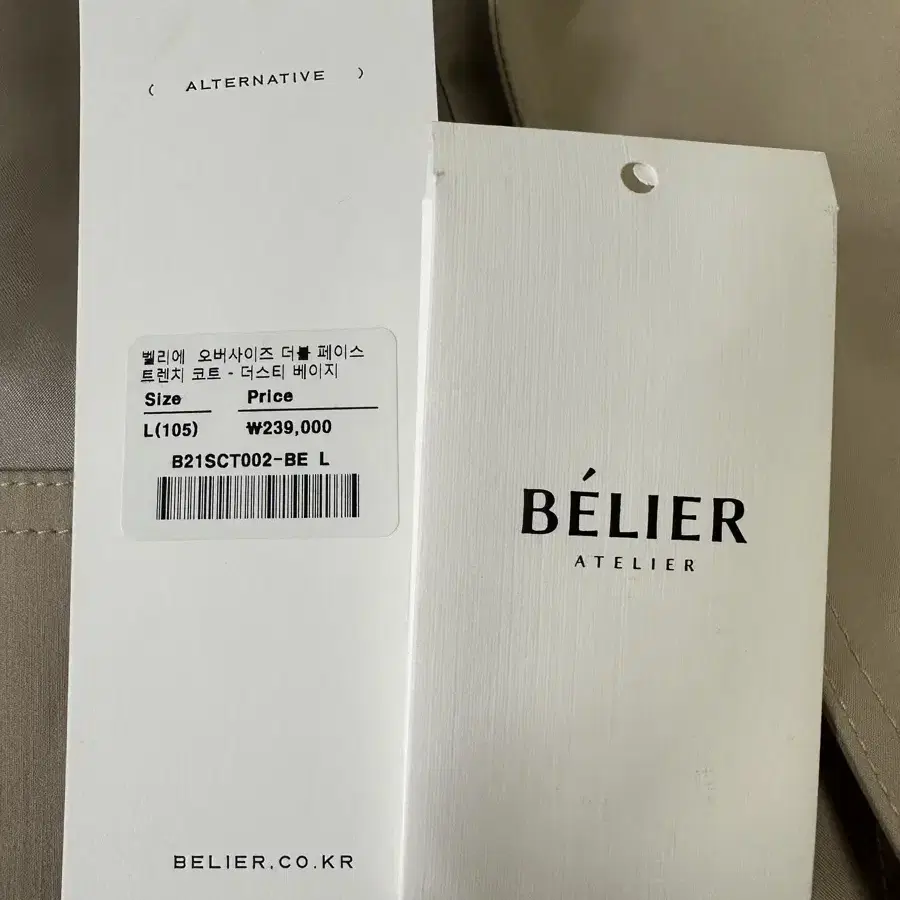 ( ALTERNATIVE )
벨리에 오버사이즈 더블 페이스
트렌치 코트 - 더스티 베이지
Size Price
L(105) ₩239,000
B21SCT002-BE L
BELIER.CO.KR
BÉLIER
ATELIER